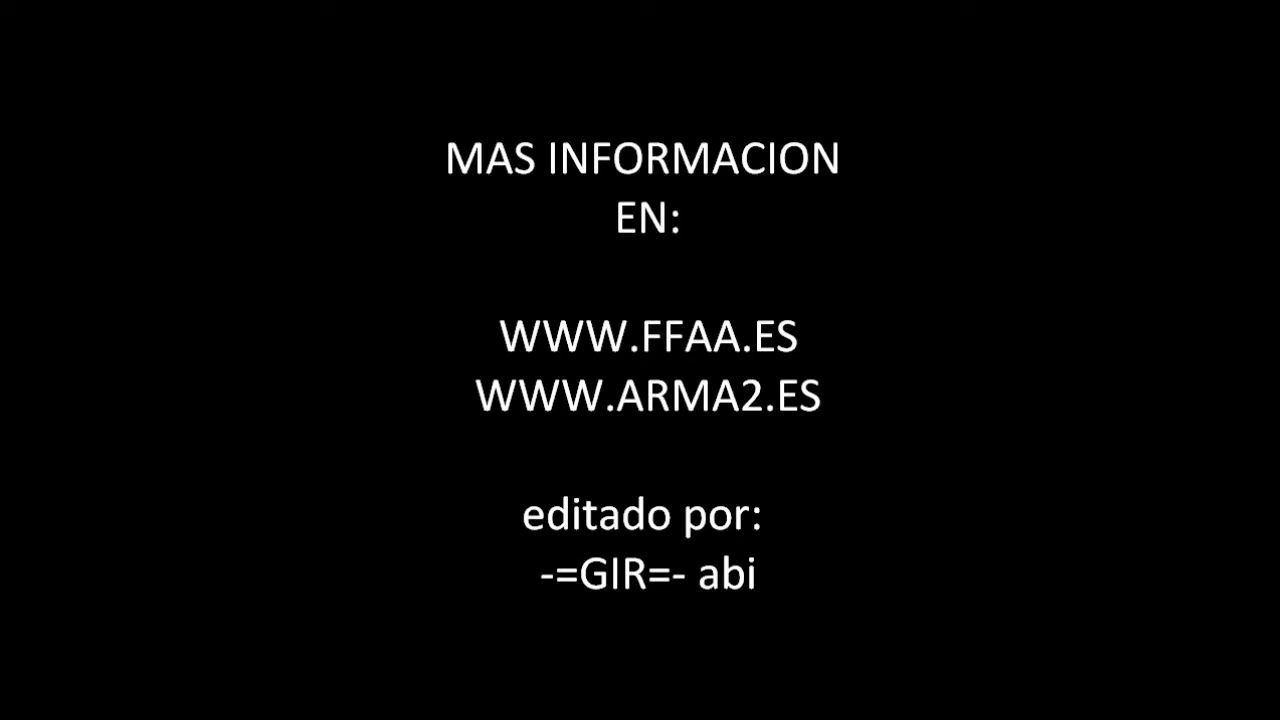 MAS INFORMACION
EN:
WWW.FFAA.ES
WWW.ARMA2.ES
editado por:
-=GIR=- abi